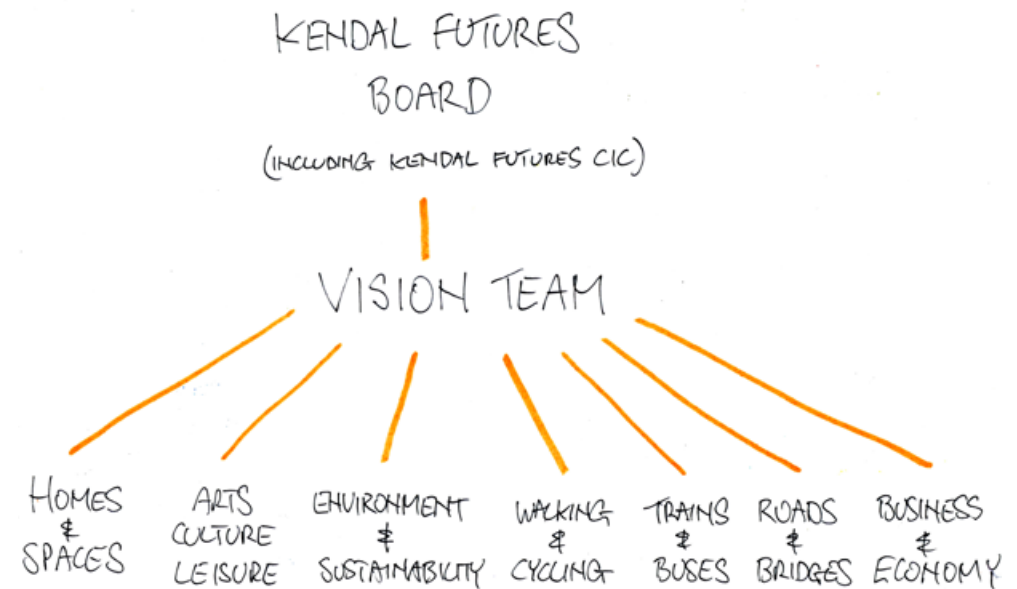 KENDAL FUTURES
BOARD
(INCLUDING KENDAL FUTURES CIC)
VISION TEAM
HOMES
&
SPACES
ARTS
CULTURE
LEISURE
ENVIRONMENT
&
SUSTAINABILITY
WALKING
&
CYCLING
TRAINS
&
BUSES
ROADS
&
BRIDGES
BUSINESS
&
ECONOMY